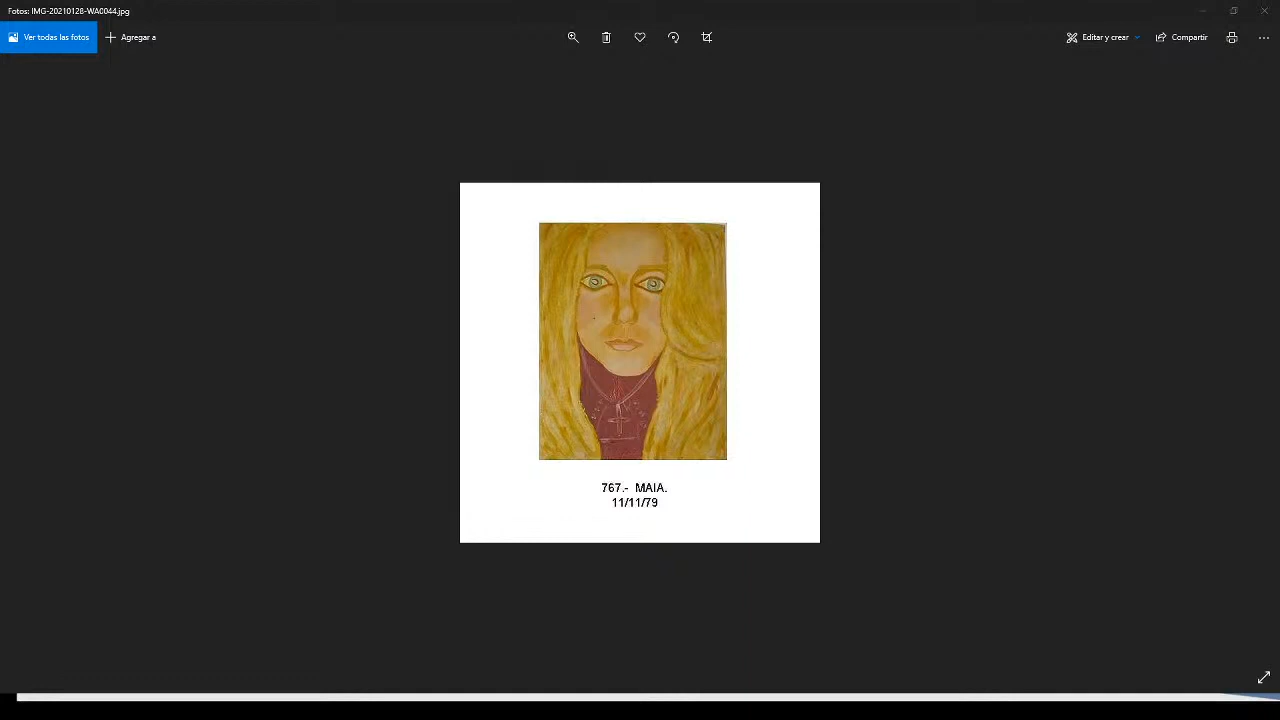 Fotos: IMG-20210128-WA0044.jpg
Ver todas las fotos
Agregar a
Editar y crear
Compartir
767.- MAIA.
11/11/79